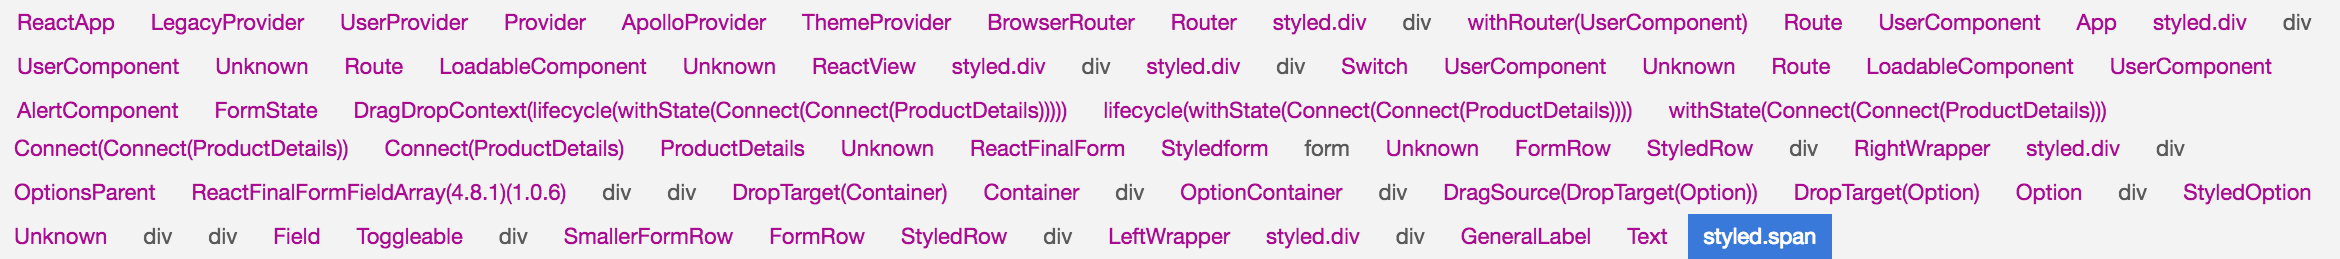 ReactApp LegacyProvider UserProvider Provider ApolloProvider ThemeProvider BrowserRouter Router styled.div div withRouter(UserComponent) Route UserComponent App styled.div div
UserComponent Unknown Route LoadableComponent Unknown ReactView styled.div div styled.div div Switch UserComponent Unknown Route LoadableComponent UserComponent
AlertComponent FormState DragDropContext(lifecycle(withState(Connect(Connect(ProductDetails))))) lifecycle(withState(Connect(Connect(ProductDetails)))) withState(Connect(Connect(ProductDetails)))
Connect(Connect(ProductDetails)) Connect(ProductDetails) ProductDetails Unknown ReactFinalForm Styledform form Unknown FormRow StyledRow div RightWrapper styled.div div
OptionsParent ReactFinalFormFieldArray(4.8.1)(1.0.6) div div DropTarget(Container) Container div OptionContainer div DragSource(DropTarget(Option)) DropTarget(Option) Option div StyledOption
Unknown div div Field Toggleable div SmallerFormRow FormRow StyledRow div LeftWrapper styled.div div GeneralLabel Text styled.span